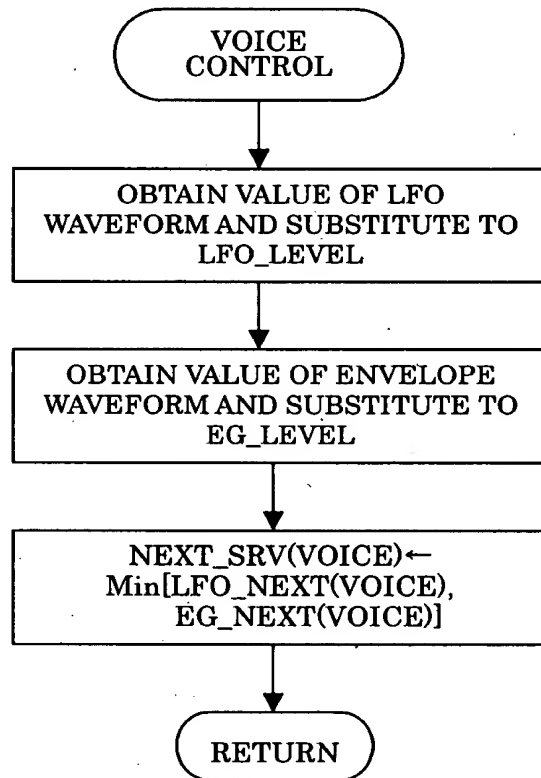 VOICE
CONTROL
OBTAIN VALUE OF LFO
WAVEFORM AND SUBSTITUTE TO
LFO_LEVEL
OBTAIN VALUE OF ENVELOPE
WAVEFORM AND SUBSTITUTE TO
EG_LEVEL
NEXT_SRV(VOICE)←
Min[LFO_NEXT(VOICE),
EG_NEXT(VOICE)]
RETURN